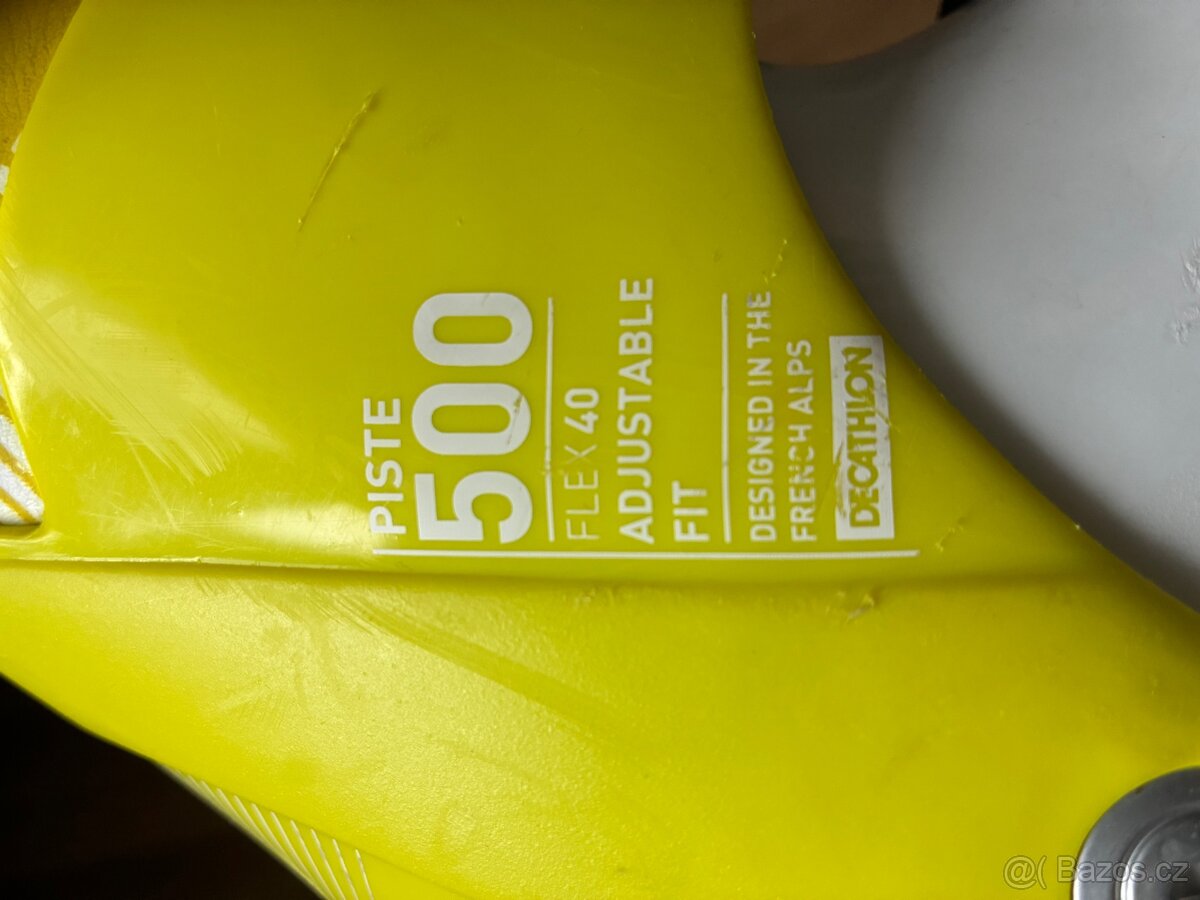 PISTE
500
FLEX 40
ADJUSTABLE
FIT
DESIGNED IN THE
FRENCH ALPS
DECATHLON
@( Bazos.cz